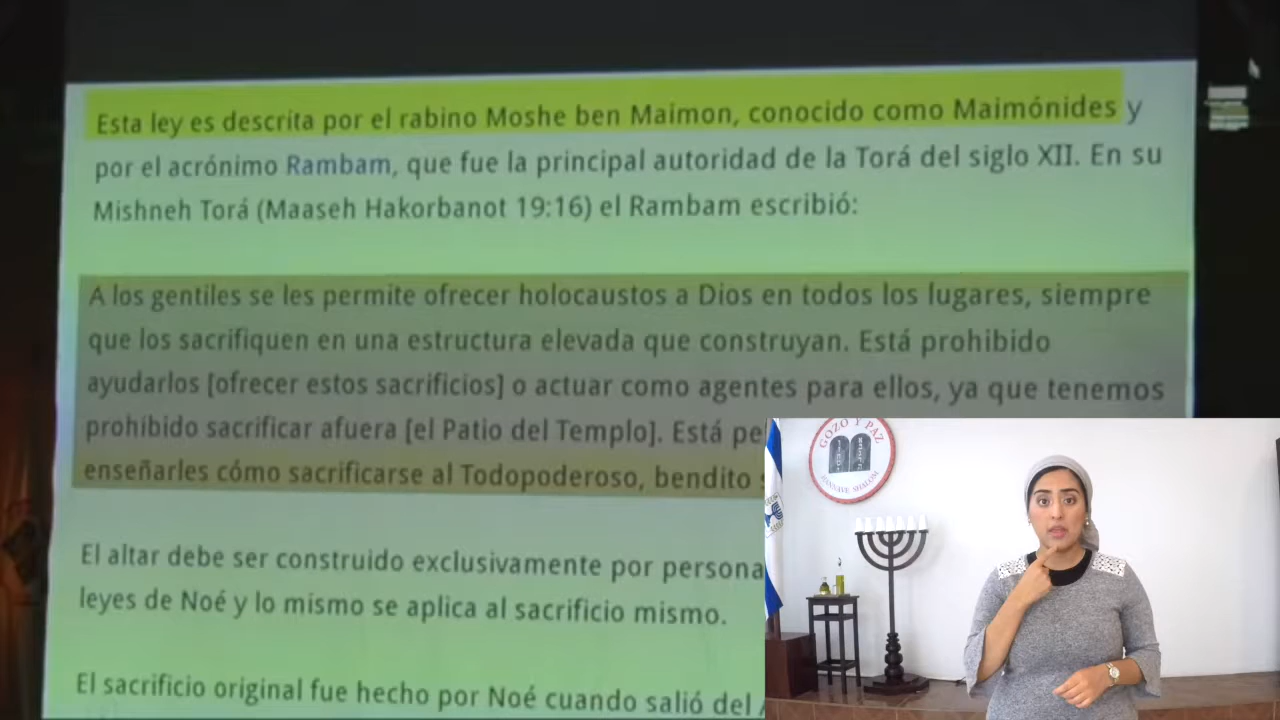 Esta ley es descrita por el rabino Moshe ben Maimon, conocido como Maimónides y
por el acrónimo Rambam, que fue la principal autoridad de la Torá del siglo XII. En su
Mishneh Torá (Maaseh Hakorbanot 19:16) el Rambam escribió:
A los gentiles se les permite ofrecer holocaustos a Dios en todos los lugares, siempre
que los sacrifiquen en una estructura elevada que construyan. Está prohibido
ayudarlos [ofrecer estos sacrificios] o actuar como agentes para ellos, ya que tenemos
prohibido sacrificar afuera [el Patio del Templo]. Está pe
enseñarles cómo sacrificarse al Todopoderoso, bendito
El altar debe ser construido exclusivamente por persona
leyes de Noé y lo mismo se aplica al sacrificio mismo.
El sacrificio original fue hecho por Noé cuando salió del
GOZO Y PAZ